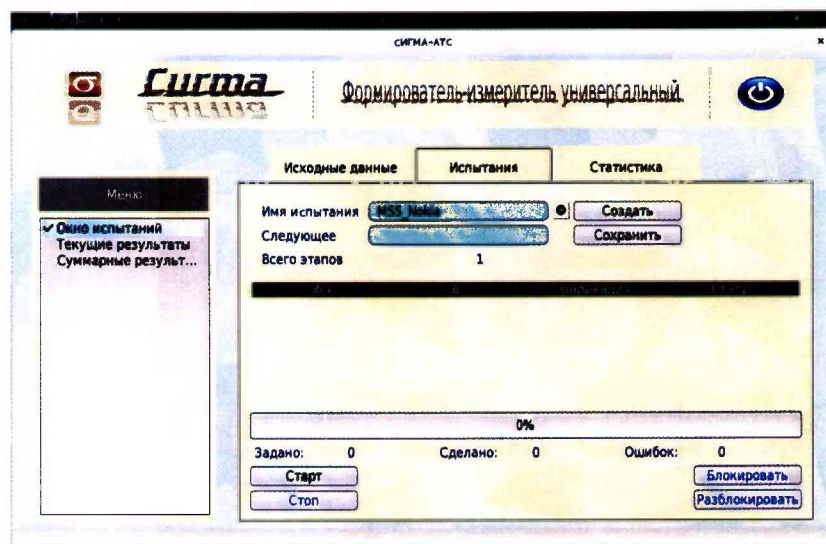 СИГМА-АТС
Сигма
Формирователь-измеритель универсальный
Исходные данные
Испытания
Статистика
Меню
Окно испытаний
Текущие результаты
Суммарные результ...
Имя испытания
MSS_Nokia
Создать
Следующее
Сохранить
Всего этапов
1
0%
Задано:
0
Сделано:
0
Ошибок:
0
Старт
Стоп
Блокировать
Разблокировать